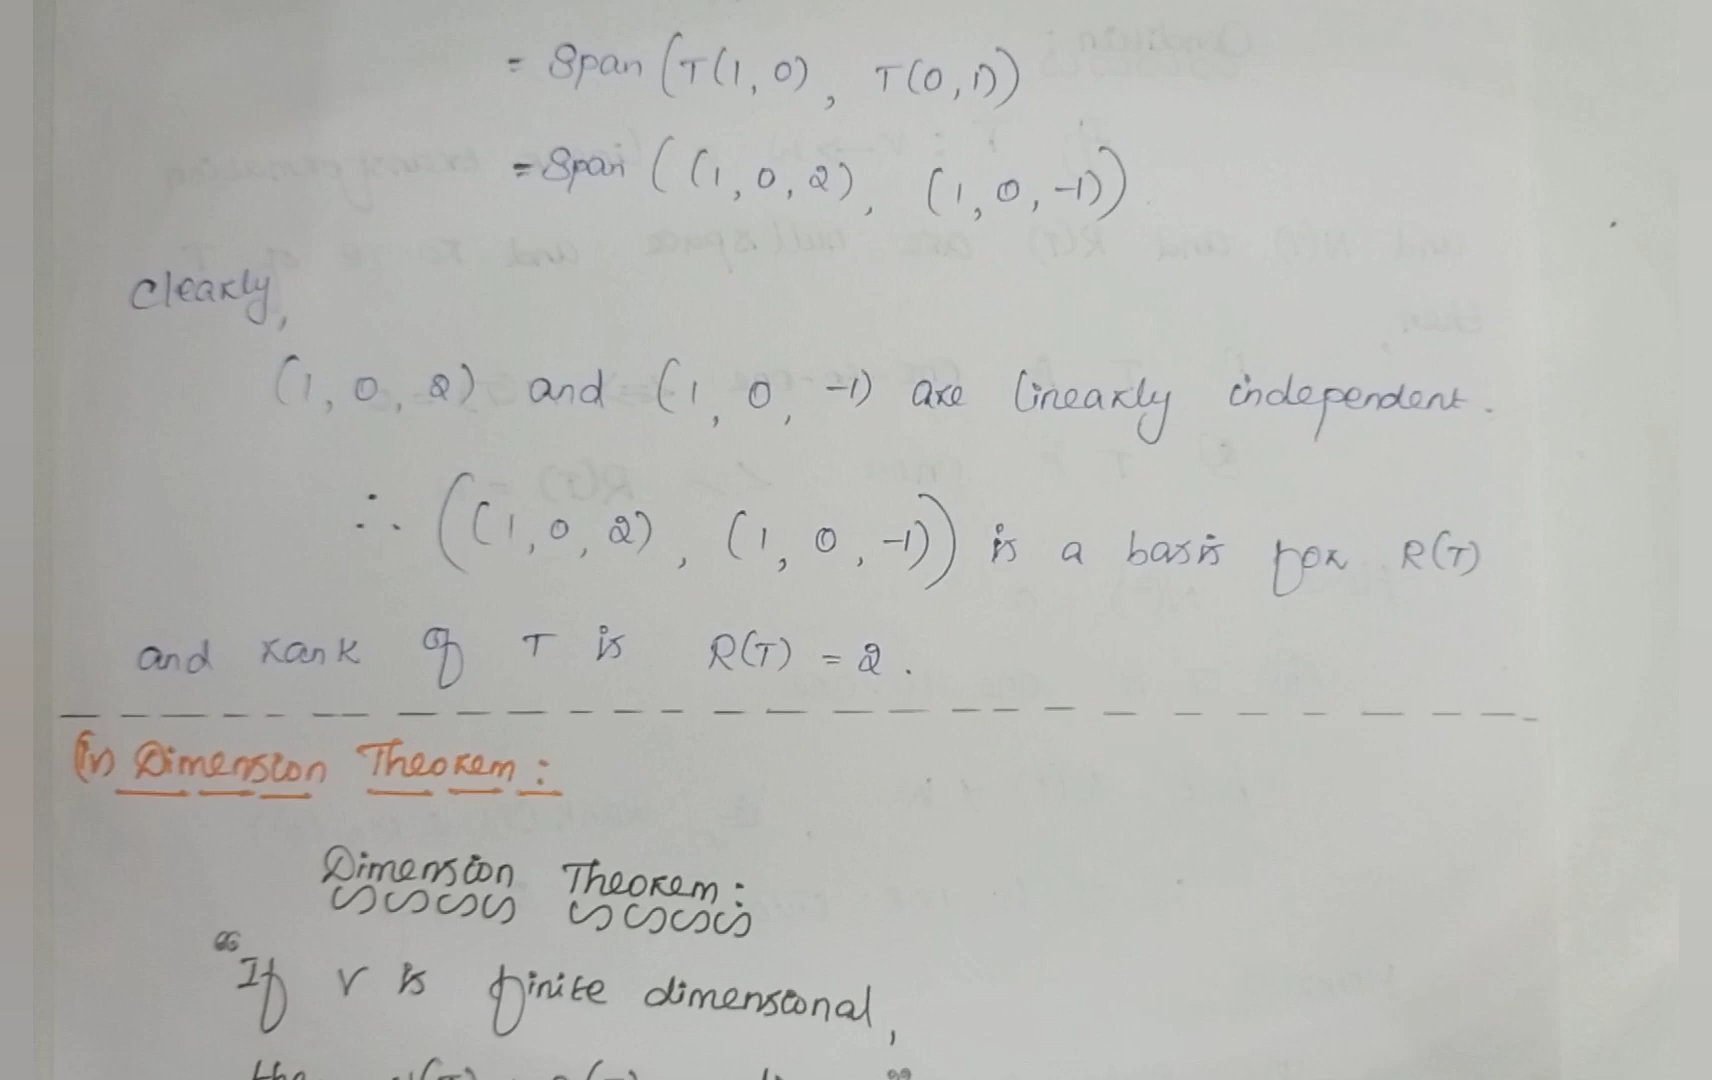 = Span (T(1, 0), T(0, 1))
= Span ((1, 0, 2), (1, 0, -1))
Clearly,
(1, 0, 2) and (1, 0, -1) are linearly independent.
∴ ((1, 0, 2), (1, 0, -1)) is a basis for R(T)
and rank of T is R(T) = 2.
Dimension Theorem:
Dimension Theorem:
"If V is finite dimensional,